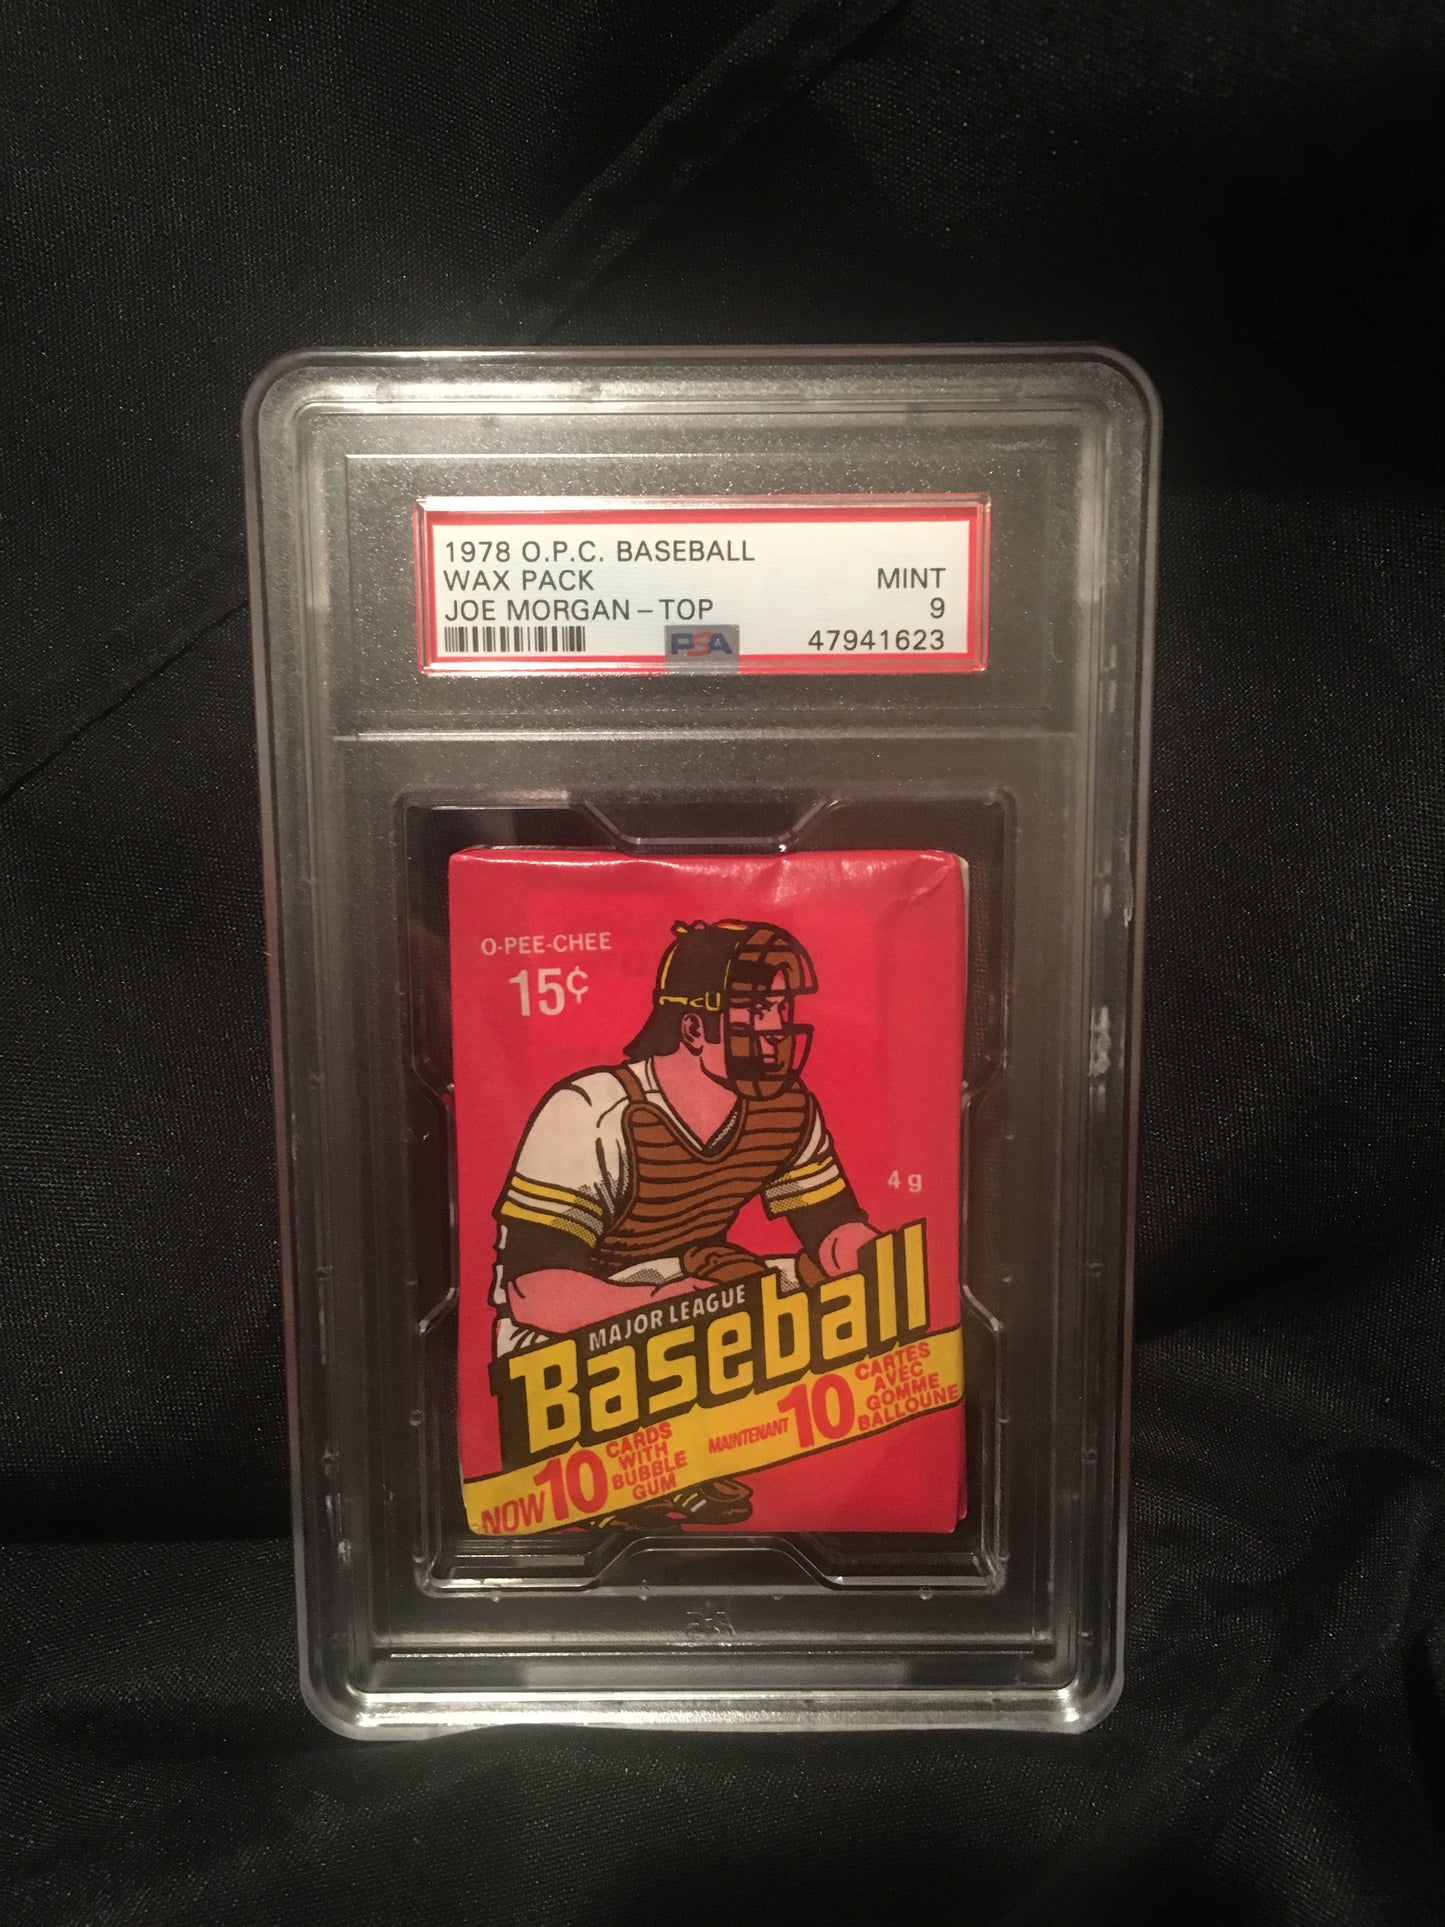 1978 O.P.C. BASEBALL
WAX PACK MINT
JOE MORGAN-TOP 9
PSA 47941623
O-PEE-CHEE
15¢
4 g
MAJOR LEAGUE
Baseball
NOW 10 CARDS WITH BUBBLE GUM
MAINTENANT 10 CARTES AVEC GOMME BALLOUNE
PSA